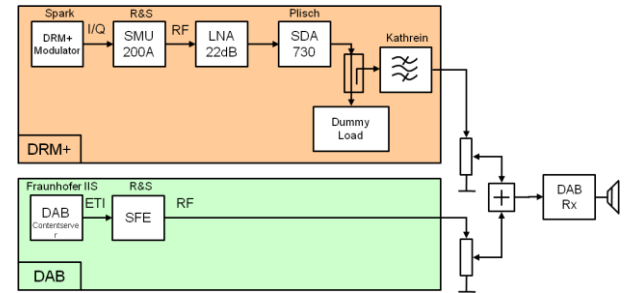 Spark
R&S
Plisch
Kathrein
DRM+
Modulator
I/Q
SMU
200A
RF
LNA
22dB
SDA
730
Dummy
Load
DRM+
Fraunhofer IIS
R&S
DAB
Contentserve
r
ETI
SFE
RF
DAB
+
DAB
Rx